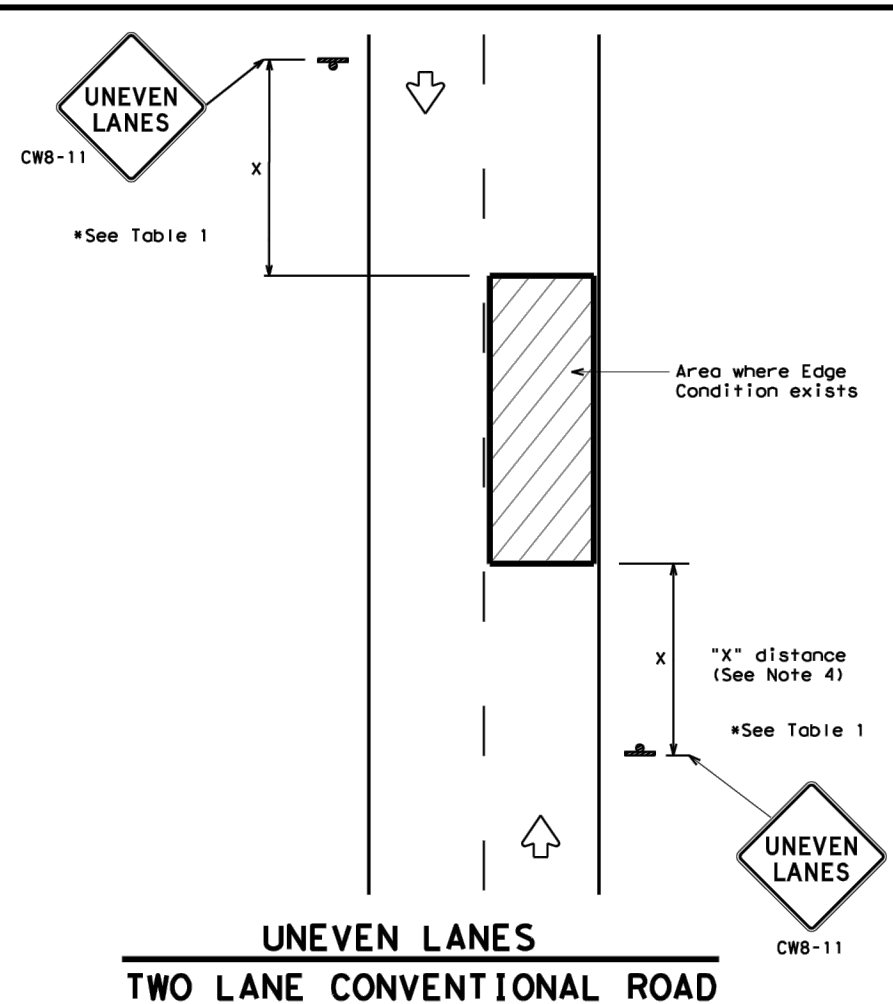 UNEVEN
LANES
CW8-11
X
*See Table 1
Area where Edge
Condition exists
X
"X" distance
(See Note 4)
*See Table 1
UNEVEN
LANES
CW8-11
UNEVEN LANES
TWO LANE CONVENTIONAL ROAD